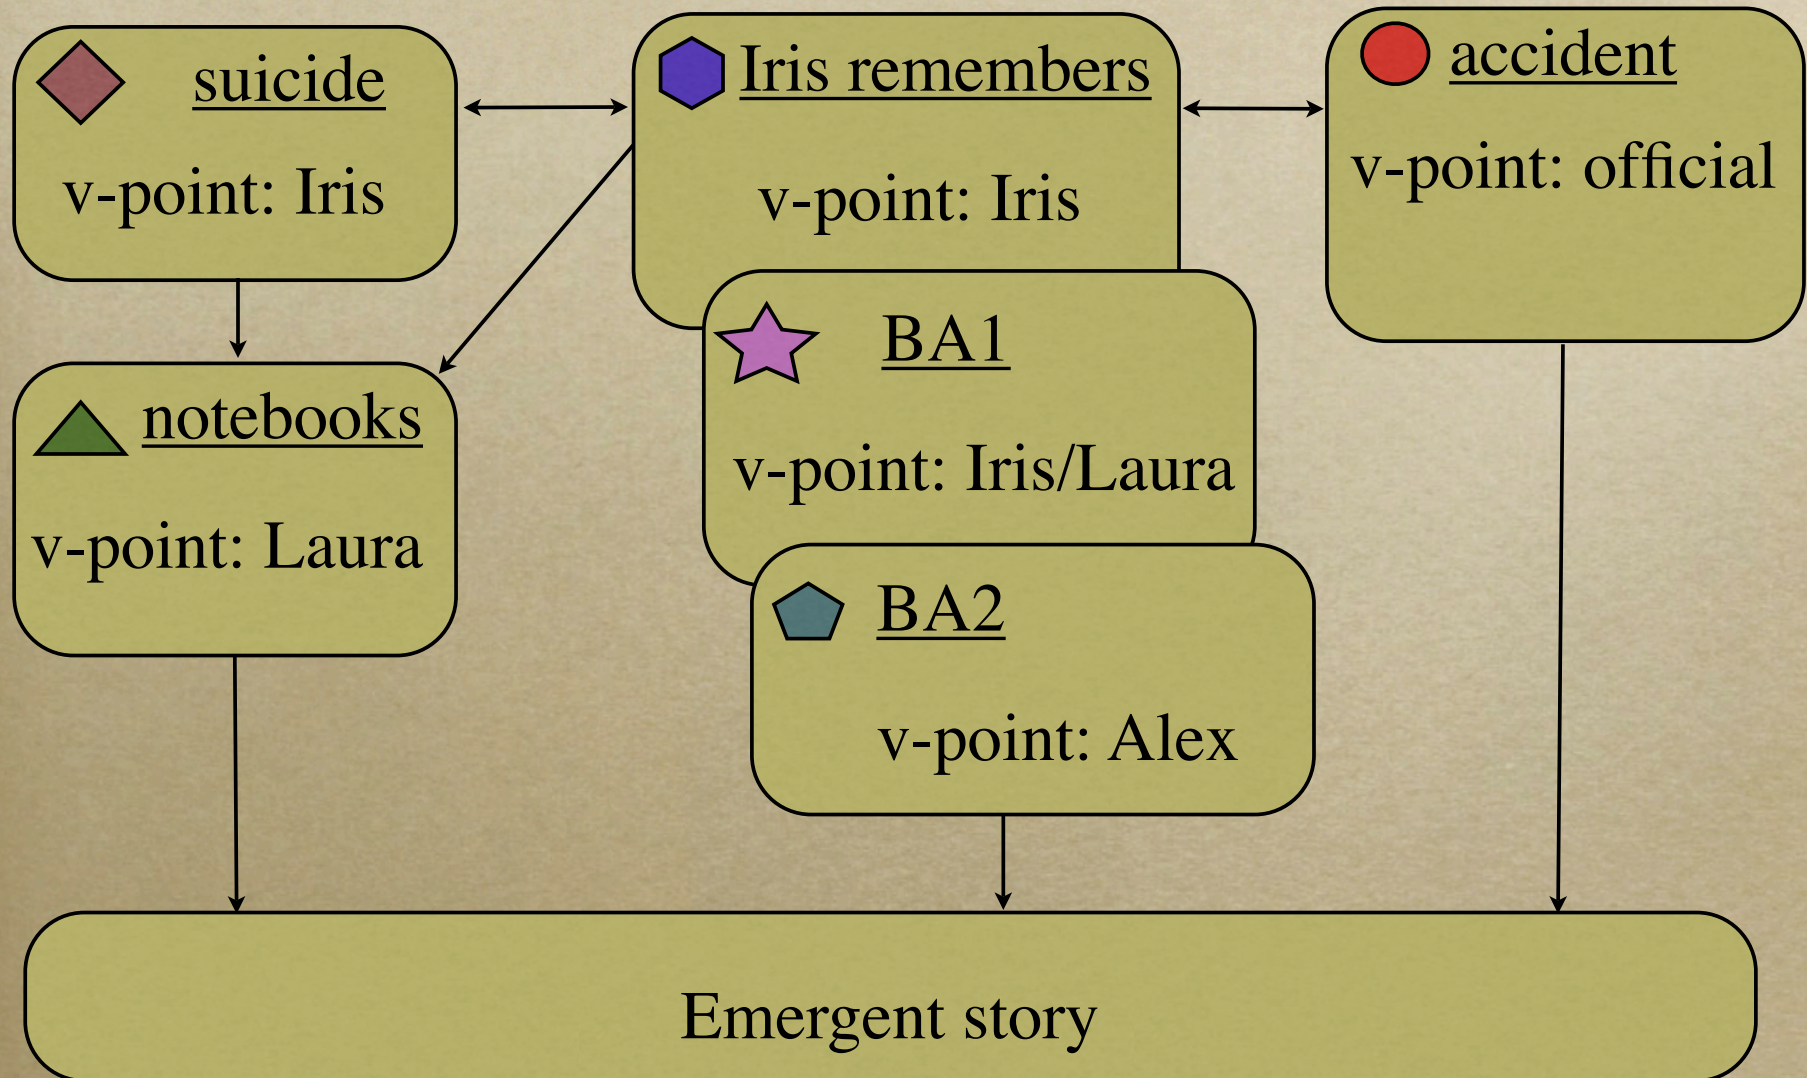 suicide
v-point: Iris
Iris remembers
v-point: Iris
accident
v-point: official
notebooks
v-point: Laura
BA1
v-point: Iris/Laura
BA2
v-point: Alex
Emergent story